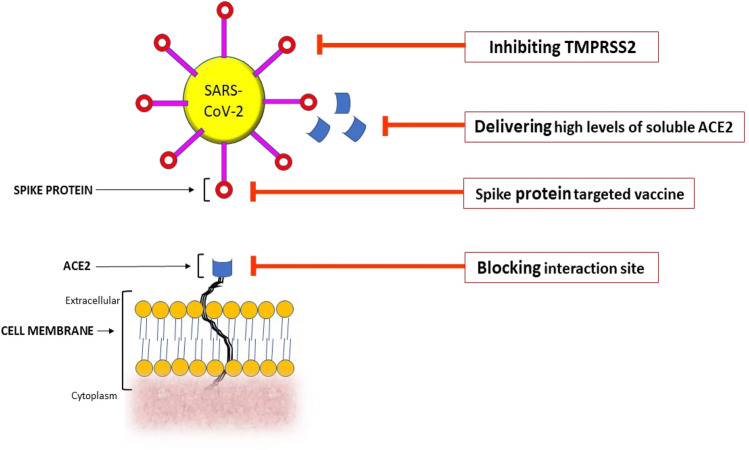 Inhibiting TMPRSS2
SARS-
CoV-2
Delivering high levels of soluble ACE2
SPIKE PROTEIN
Spike protein targeted vaccine
ACE2
Blocking interaction site
Extracellular
CELL MEMBRANE
Cytoplasm